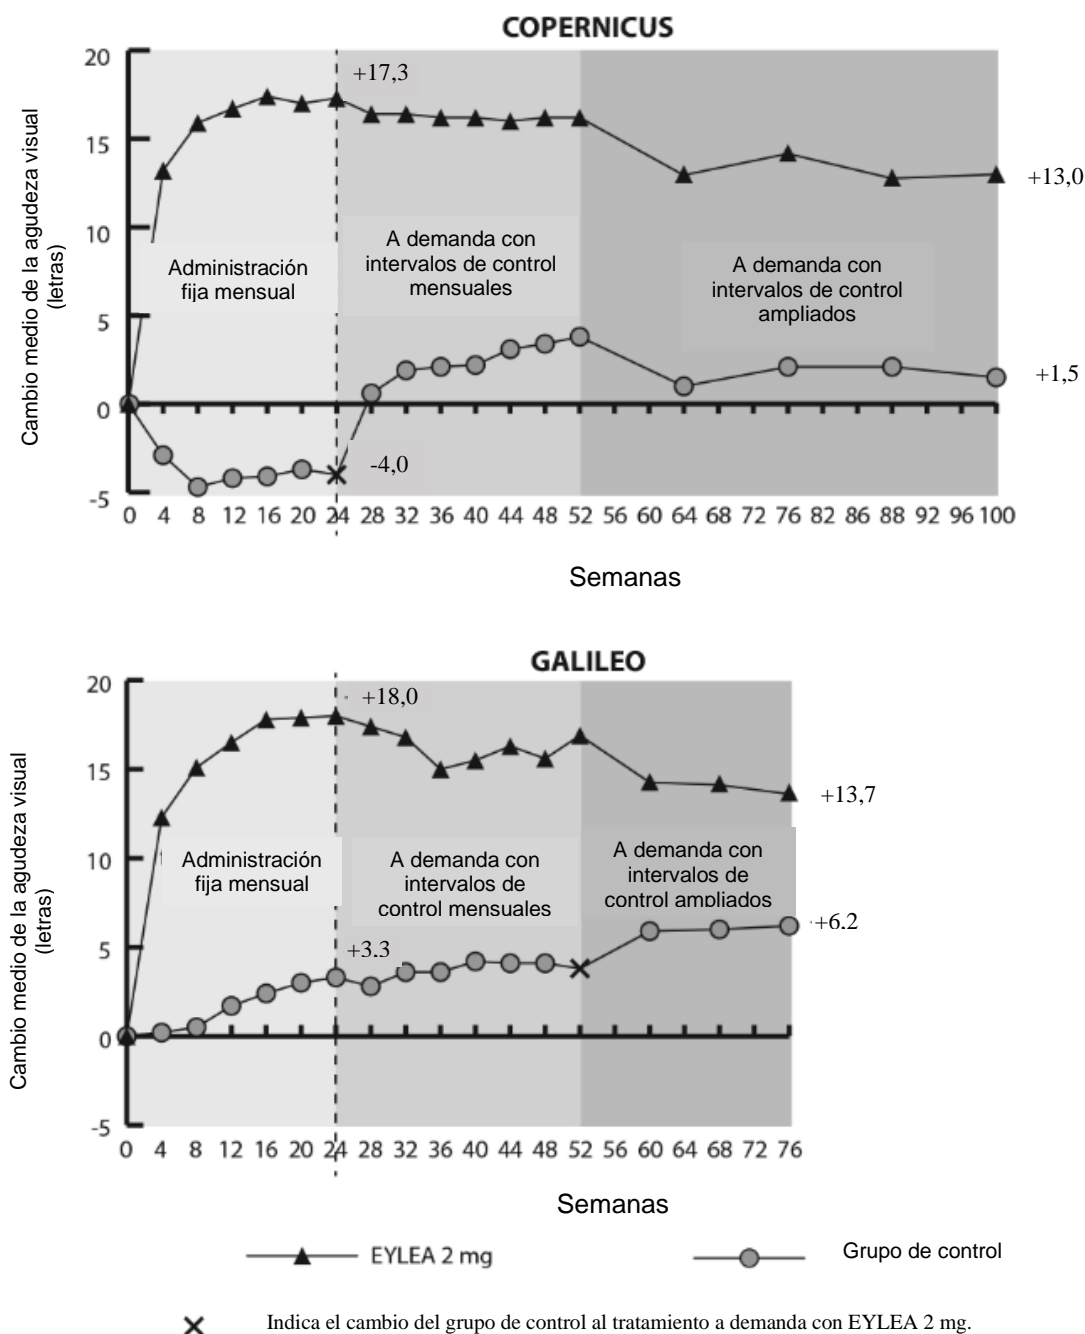 COPERNICUS
Cambio medio de la agudeza visual
(letras)
20
15
10
5
0
-5
+17,3
+13,0
Administración
fija mensual
A demanda con
intervalos de control
mensuales
A demanda con
intervalos de control
ampliados
+1,5
-4,0
0 4 8 12 16 20 24 28 32 36 40 44 48 52 56 60 64 68 72 76 82 86 88 92 96 100
Semanas
GALILEO
Cambio medio de la agudeza visual
(letras)
20
15
10
5
0
-5
+18,0
+13,7
Administración
fija mensual
A demanda con
intervalos de
control mensuales
A demanda con
intervalos de
control ampliados
+3.3
+6.2
0 4 8 12 16 20 24 28 32 36 40 44 48 52 56 60 64 68 72 76
Semanas
EYLEA 2 mg
Grupo de control
Indica el cambio del grupo de control al tratamiento a demanda con EYLEA 2 mg.